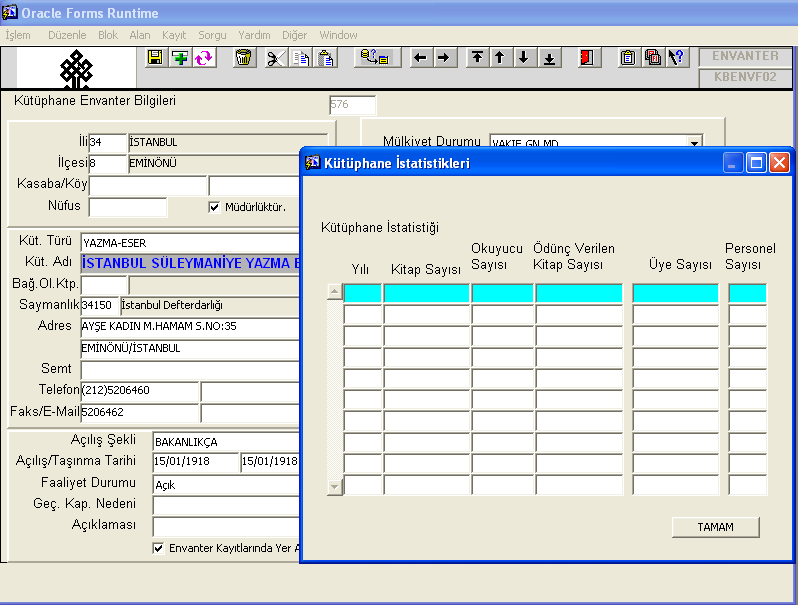 Oracle Forms Runtime
İşlem Düzenle Blok Alan Kayıt Sorgu Yardım Diğer Window
ENVANTER
KBENVF02
Kütüphane Envanter Bilgileri 576
İli 34 İSTANBUL
Mülkiyet Durumu VAKIF GN.MD.
İlçesi 8 EMİNÖNÜ
Kasaba/Köy
Nüfus Müdürlüktür.
Küt. Türü YAZMA-ESER
Küt. Adı İSTANBUL SÜLEYMANİYE YAZMA E
Bağ.Ol.Ktp.
Saymanlık 34150 İstanbul Defterdarlığı
Adres AYŞE KADIN M.HAMAM S.NO:35
EMİNÖNÜ/İSTANBUL
Semt
Telefon (212)5206460
Faks/E-Mail 5206462
Açılış Şekli BAKANLIKÇA
Açılış/Taşınma Tarihi 15/01/1918 15/01/1918
Faaliyet Durumu Açık
Geç. Kap. Nedeni
Açıklaması
Envanter Kayıtlarında Yer A
Kütüphane İstatistikleri
Kütüphane İstatistiği
Yılı Kitap Sayısı Okuyucu Sayısı Ödünç Verilen Kitap Sayısı Üye Sayısı Personel Sayısı
TAMAM